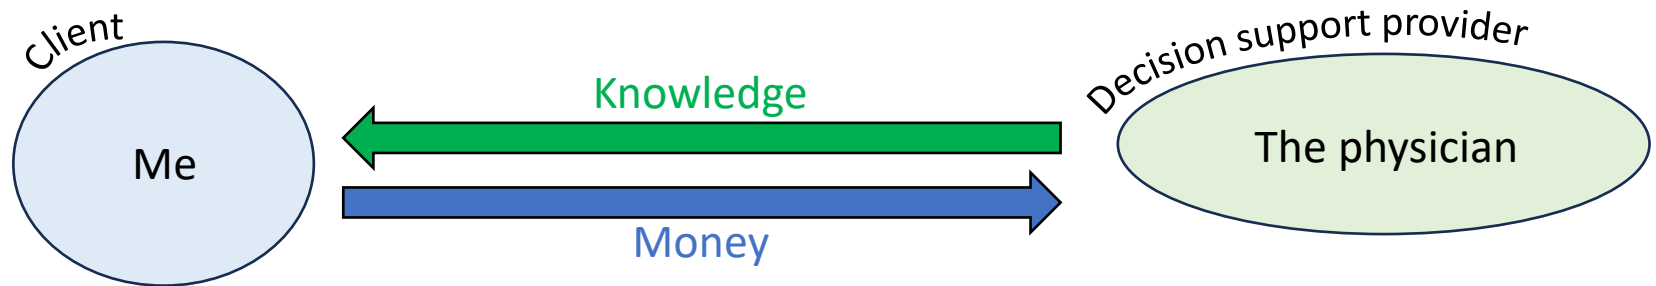 Client
Me
Knowledge
Money
Decision support provider
The physician